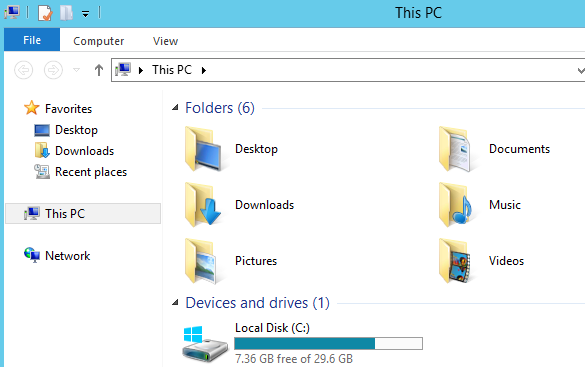 This PC
File Computer View
This PC
Favorites
Desktop
Downloads
Recent places
This PC
Network
Folders (6)
Desktop
Documents
Downloads
Music
Pictures
Videos
Devices and drives (1)
Local Disk (C:)
7.36 GB free of 29.6 GB